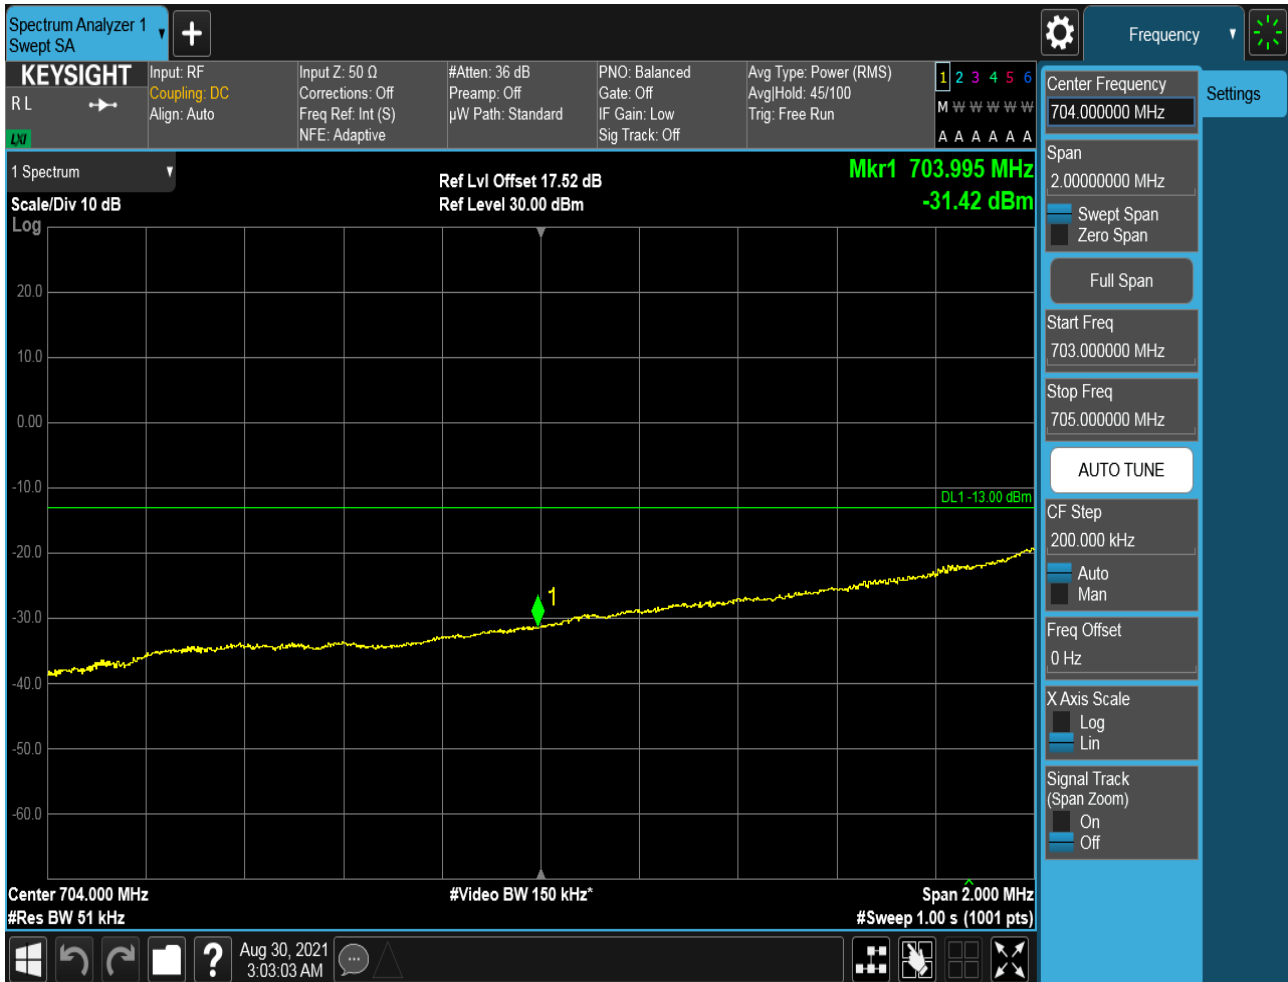 Spectrum Analyzer 1
Swept SA
Frequency
KEYSIGHT
R L
LXI
Input: RF
Coupling: DC
Align: Auto
Input Z: 50 Ω
Corrections: Off
Freq Ref: Int (S)
NFE: Adaptive
#Atten: 36 dB
Preamp: Off
µW Path: Standard
PNO: Balanced
Gate: Off
IF Gain: Low
Sig Track: Off
Avg Type: Power (RMS)
Avg|Hold: 45/100
Trig: Free Run
1 2 3 4 5 6
M W W W W W
A A A A A A
1 Spectrum
Scale/Div 10 dB
Log
Ref Lvl Offset 17.52 dB
Ref Level 30.00 dBm
Mkr1 703.995 MHz
-31.42 dBm
20.0
10.0
0.00
-10.0
DL1 -13.00 dBm
-20.0
1
-30.0
-40.0
-50.0
-60.0
Center 704.000 MHz
#Res BW 51 kHz
#Video BW 150 kHz*
Span 2.000 MHz
#Sweep 1.00 s (1001 pts)
Aug 30, 2021
3:03:03 AM
Center Frequency
704.000000 MHz
Settings
Span
2.00000000 MHz
Swept Span
Zero Span
Full Span
Start Freq
703.000000 MHz
Stop Freq
705.000000 MHz
AUTO TUNE
CF Step
200.000 kHz
Auto
Man
Freq Offset
0 Hz
X Axis Scale
Log
Lin
Signal Track
(Span Zoom)
On
Off